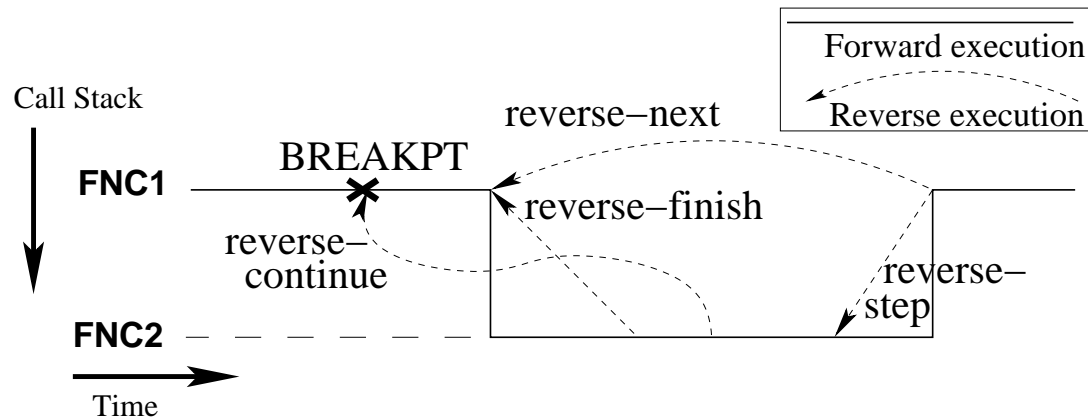 Forward execution
Reverse execution
Call Stack
reverse−next
BREAKPT
FNC1
reverse−finish
reverse−
continue
reverse−
step
FNC2
Time